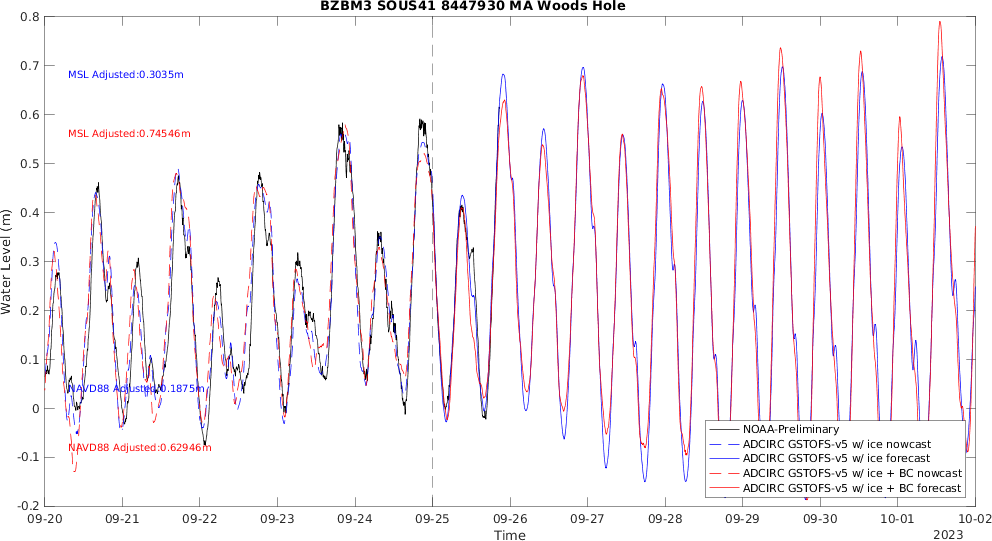 BZBM3 SOUS41 8447930 MA Woods Hole
0.8
0.7
0.6
0.5
0.4
0.3
0.2
0.1
0
-0.1
-0.2
Water Level (m)
MSL Adjusted:0.3035m
MSL Adjusted:0.74546m
NAVD88 Adjusted:0.1875m
NAVD88 Adjusted:0.62946m
NOAA-Preliminary
ADCIRC GSTOFS-v5 w/ ice nowcast
ADCIRC GSTOFS-v5 w/ ice forecast
ADCIRC GSTOFS-v5 w/ ice + BC nowcast
ADCIRC GSTOFS-v5 w/ ice + BC forecast
09-20 09-21 09-22 09-23 09-24 09-25 09-26 09-27 09-28 09-29 09-30 10-01 10-02
Time
2023